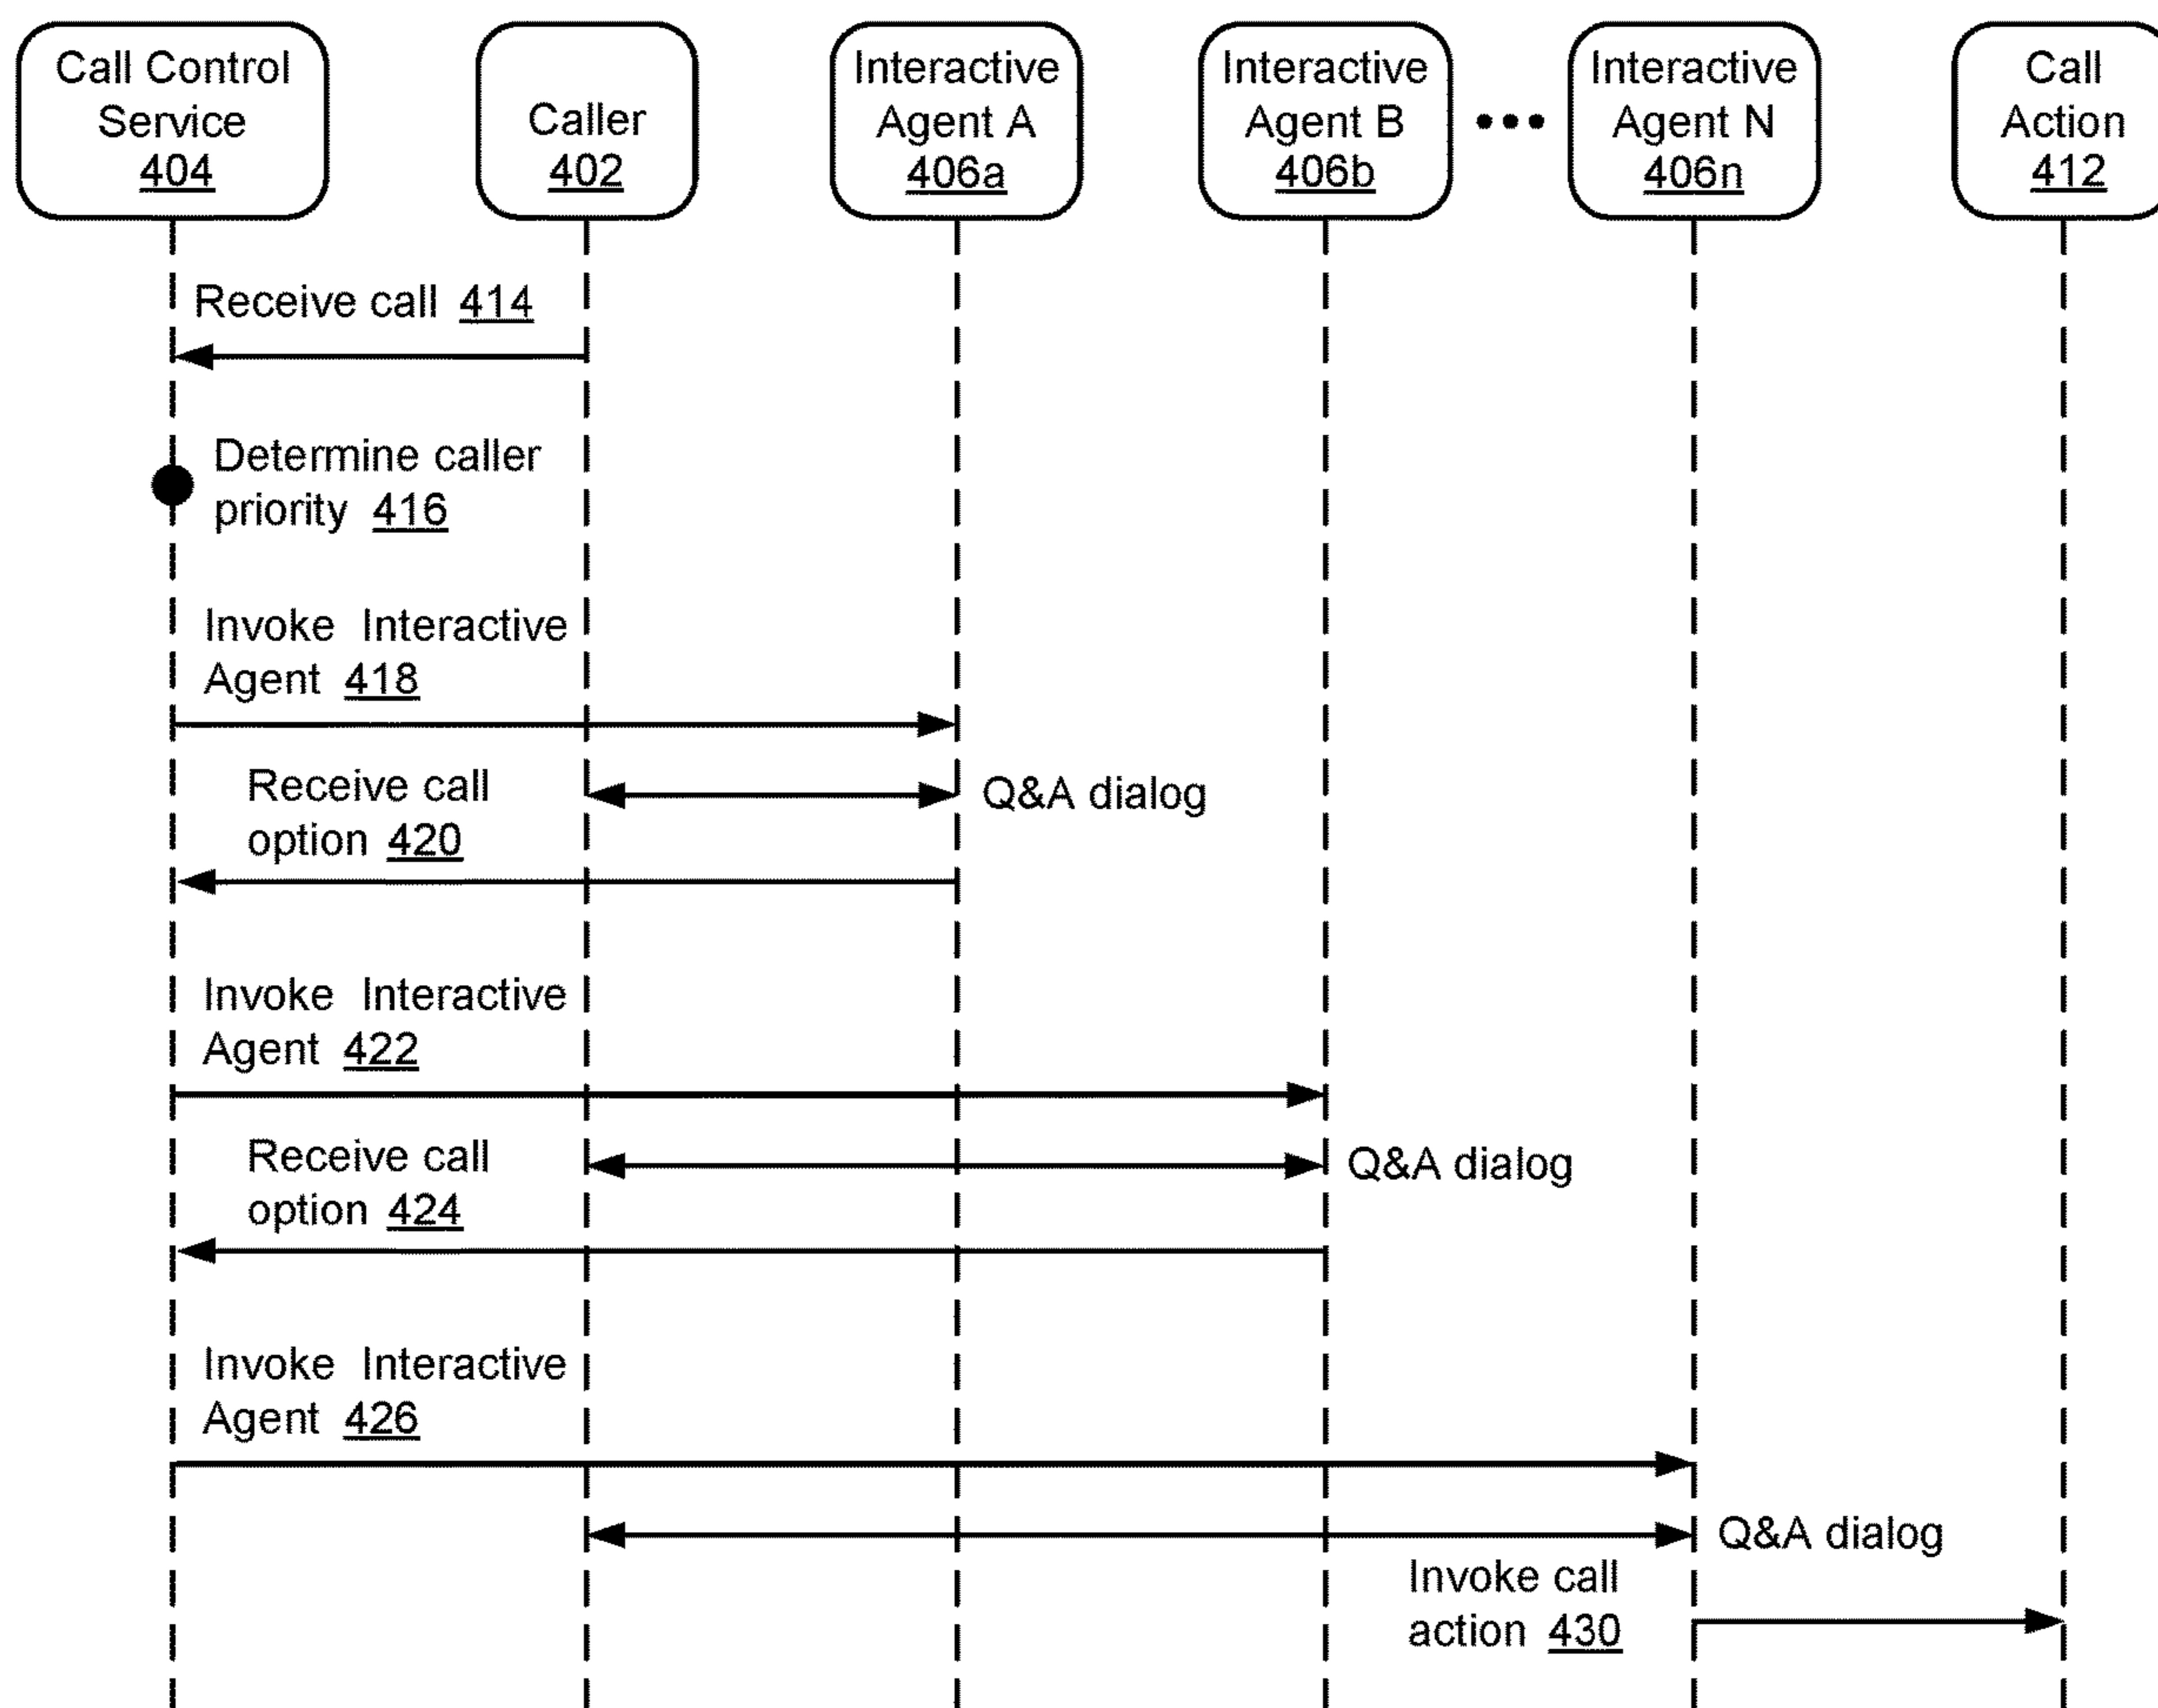 Call Control
Service
404
Caller
402
Interactive
Agent A
406a
Interactive
Agent B
406b
•••
Interactive
Agent N
406n
Call
Action
412
Receive call 414
Determine caller
priority 416
Invoke Interactive
Agent 418
Receive call
option 420
Q&A dialog
Invoke Interactive
Agent 422
Receive call
option 424
Q&A dialog
Invoke Interactive
Agent 426
Q&A dialog
Invoke call
action 430